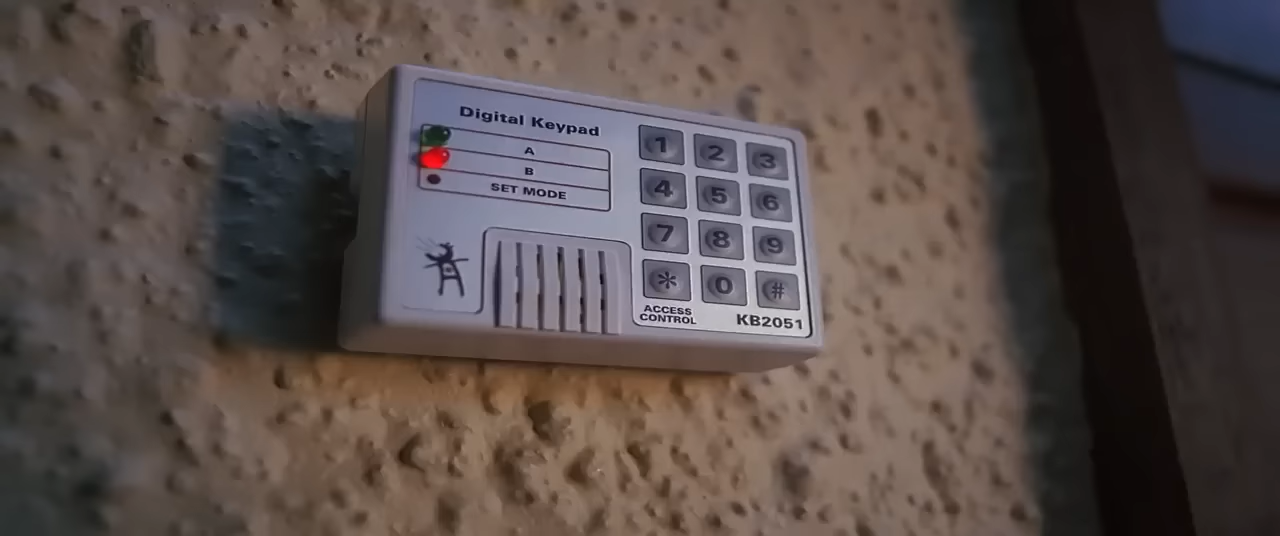 Digital Keypad
A
B
SET MODE
1 2 3
4 5 6
7 8 9
* 0 #
ACCESS
CONTROL
KB2051